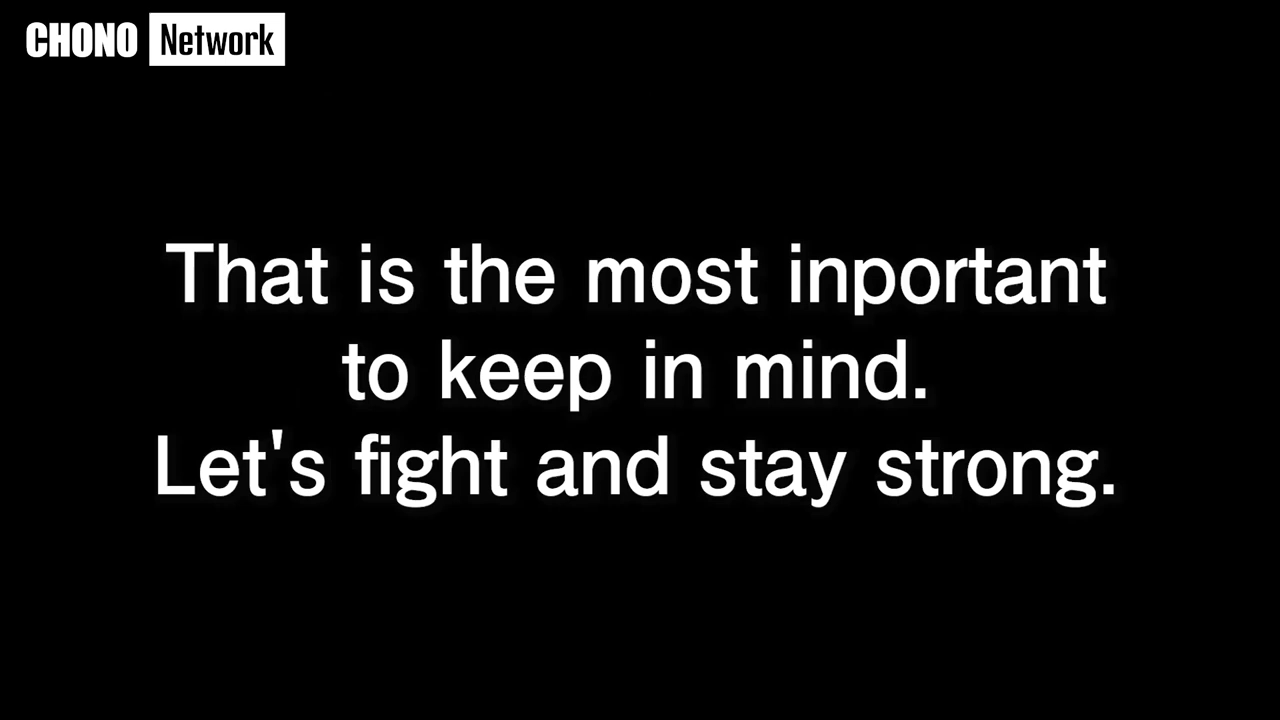 CHONO Network
That is the most inportant
to keep in mind.
Let's fight and stay strong.